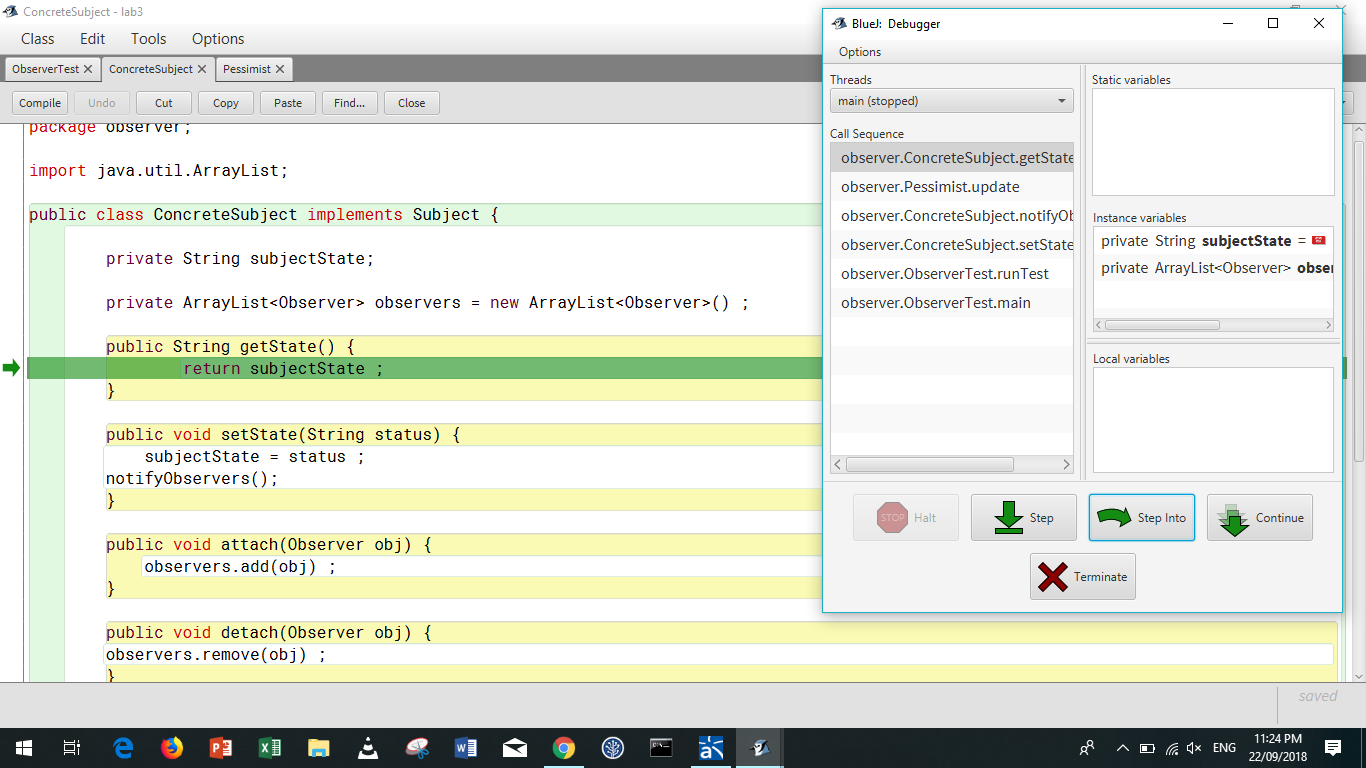 ConcreteSubject - lab3
Class Edit Tools Options
ObserverTest ConcreteSubject Pessimist
Compile Undo Cut Copy Paste Find... Close
package observer;
import java.util.ArrayList;
public class ConcreteSubject implements Subject {
private String subjectState;
private ArrayList<Observer> observers = new ArrayList<Observer>() ;
public String getState() {
return subjectState ;
}
public void setState(String status) {
subjectState = status ;
notifyObservers();
}
public void attach(Observer obj) {
observers.add(obj) ;
}
public void detach(Observer obj) {
observers.remove(obj) ;
}
saved
BlueJ: Debugger
Options
Threads
main (stopped)
Call Sequence
observer.ConcreteSubject.getState
observer.Pessimist.update
observer.ConcreteSubject.notifyOb
observer.ConcreteSubject.setState
observer.ObserverTest.runTest
observer.ObserverTest.main
Static variables
Instance variables
private String subjectState =
private ArrayList<Observer> obser
Local variables
STOP Halt
Step
Step Into
Continue
Terminate
ENG
11:24 PM
22/09/2018